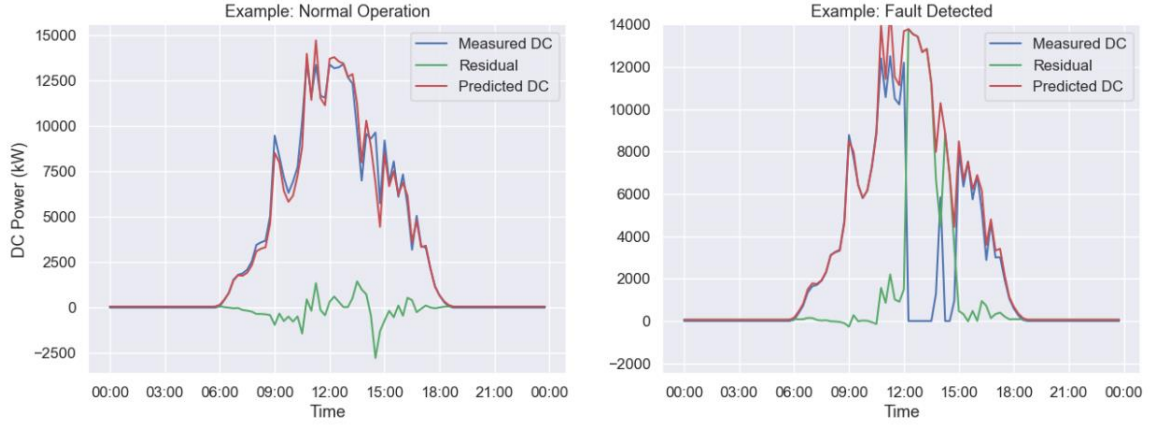 Example: Normal Operation
15000
12500
10000
7500
5000
2500
0
−2500
DC Power (kW)
Measured DC
Residual
Predicted DC
00:00 03:00 06:00 09:00 12:00 15:00 18:00 21:00 00:00
Time
Example: Fault Detected
14000
12000
10000
8000
6000
4000
2000
0
−2000
Measured DC
Residual
Predicted DC
00:00 03:00 06:00 09:00 12:00 15:00 18:00 21:00 00:00
Time